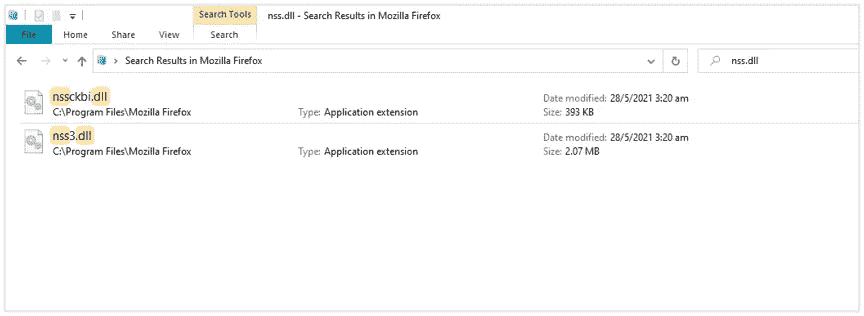 Search Tools
nss.dll - Search Results in Mozilla Firefox
File Home Share View Search
Search Results in Mozilla Firefox
nss.dll
nssckbi.dll
C:\Program Files\Mozilla Firefox
Type: Application extension
Date modified: 28/5/2021 3:20 am
Size: 393 KB
nss3.dll
C:\Program Files\Mozilla Firefox
Type: Application extension
Date modified: 28/5/2021 3:20 am
Size: 2.07 MB